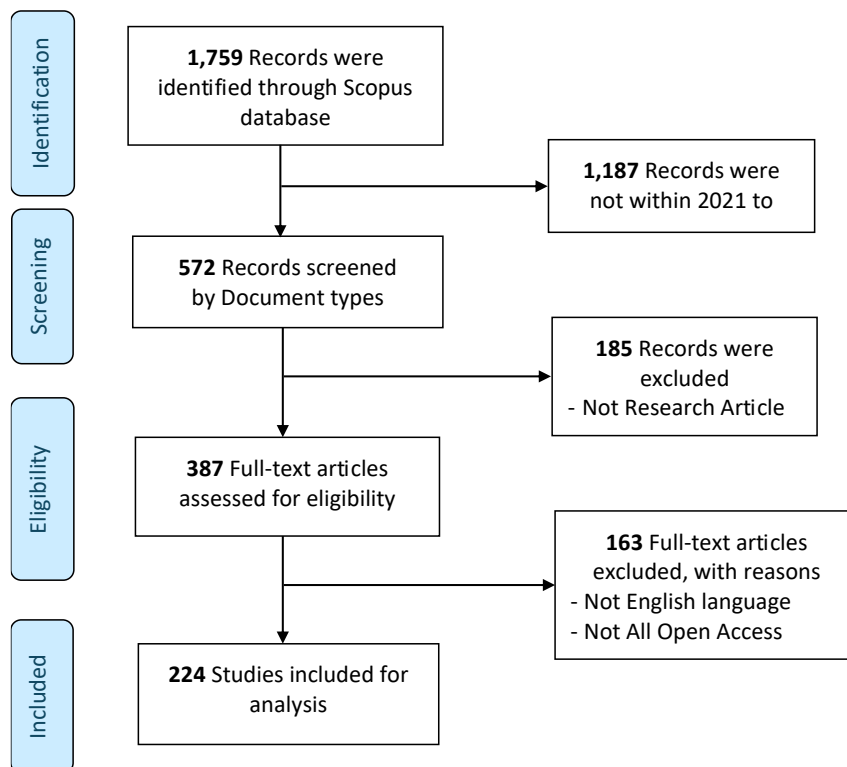 Identification
1,759 Records were
identified through Scopus
database
1,187 Records were
not within 2021 to
Screening
572 Records screened
by Document types
185 Records were
excluded
- Not Research Article
Eligibility
387 Full-text articles
assessed for eligibility
163 Full-text articles
excluded, with reasons
- Not English language
- Not All Open Access
Included
224 Studies included for
analysis